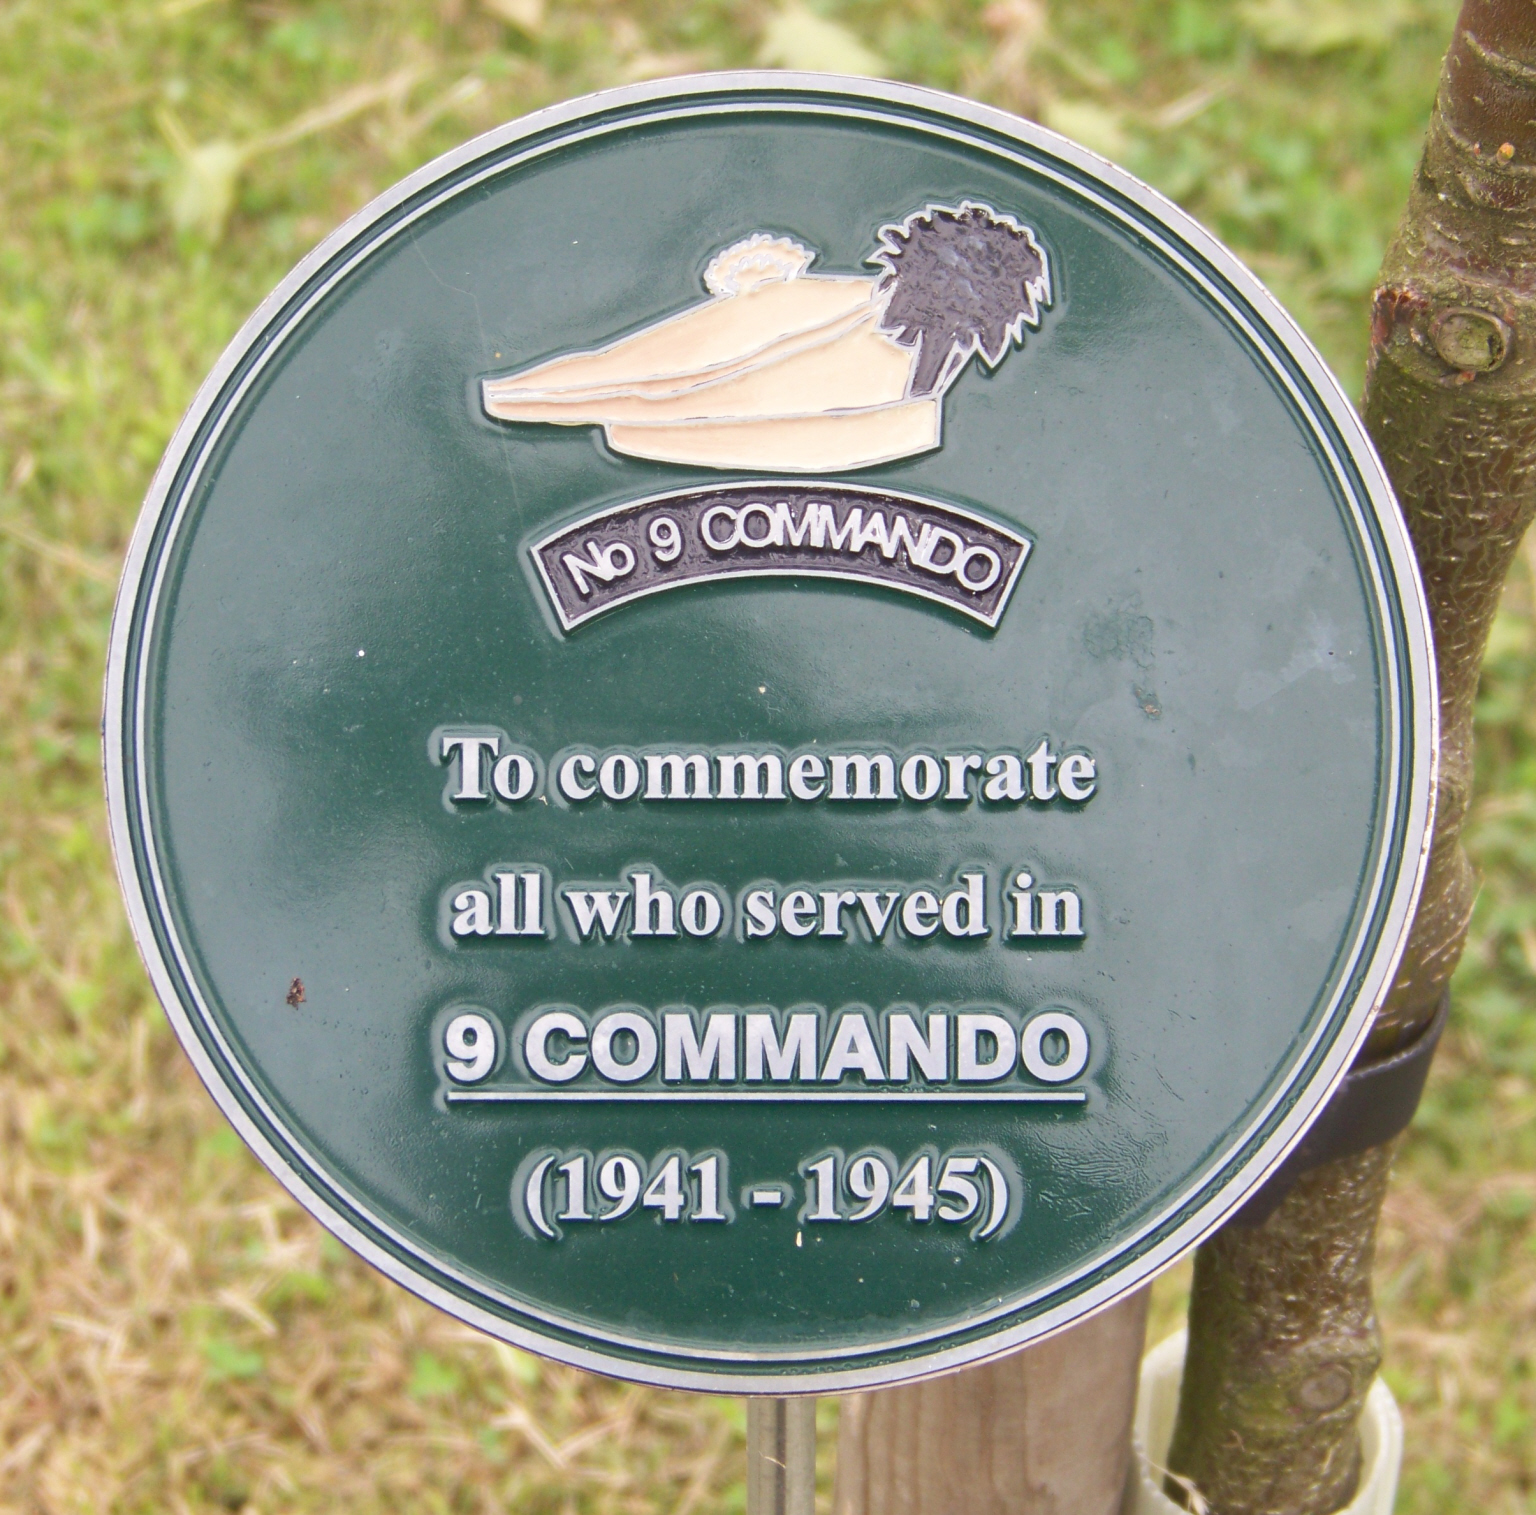 No 9 COMMANDO
To commemorate
all who served in
9 COMMANDO
(1941 - 1945)